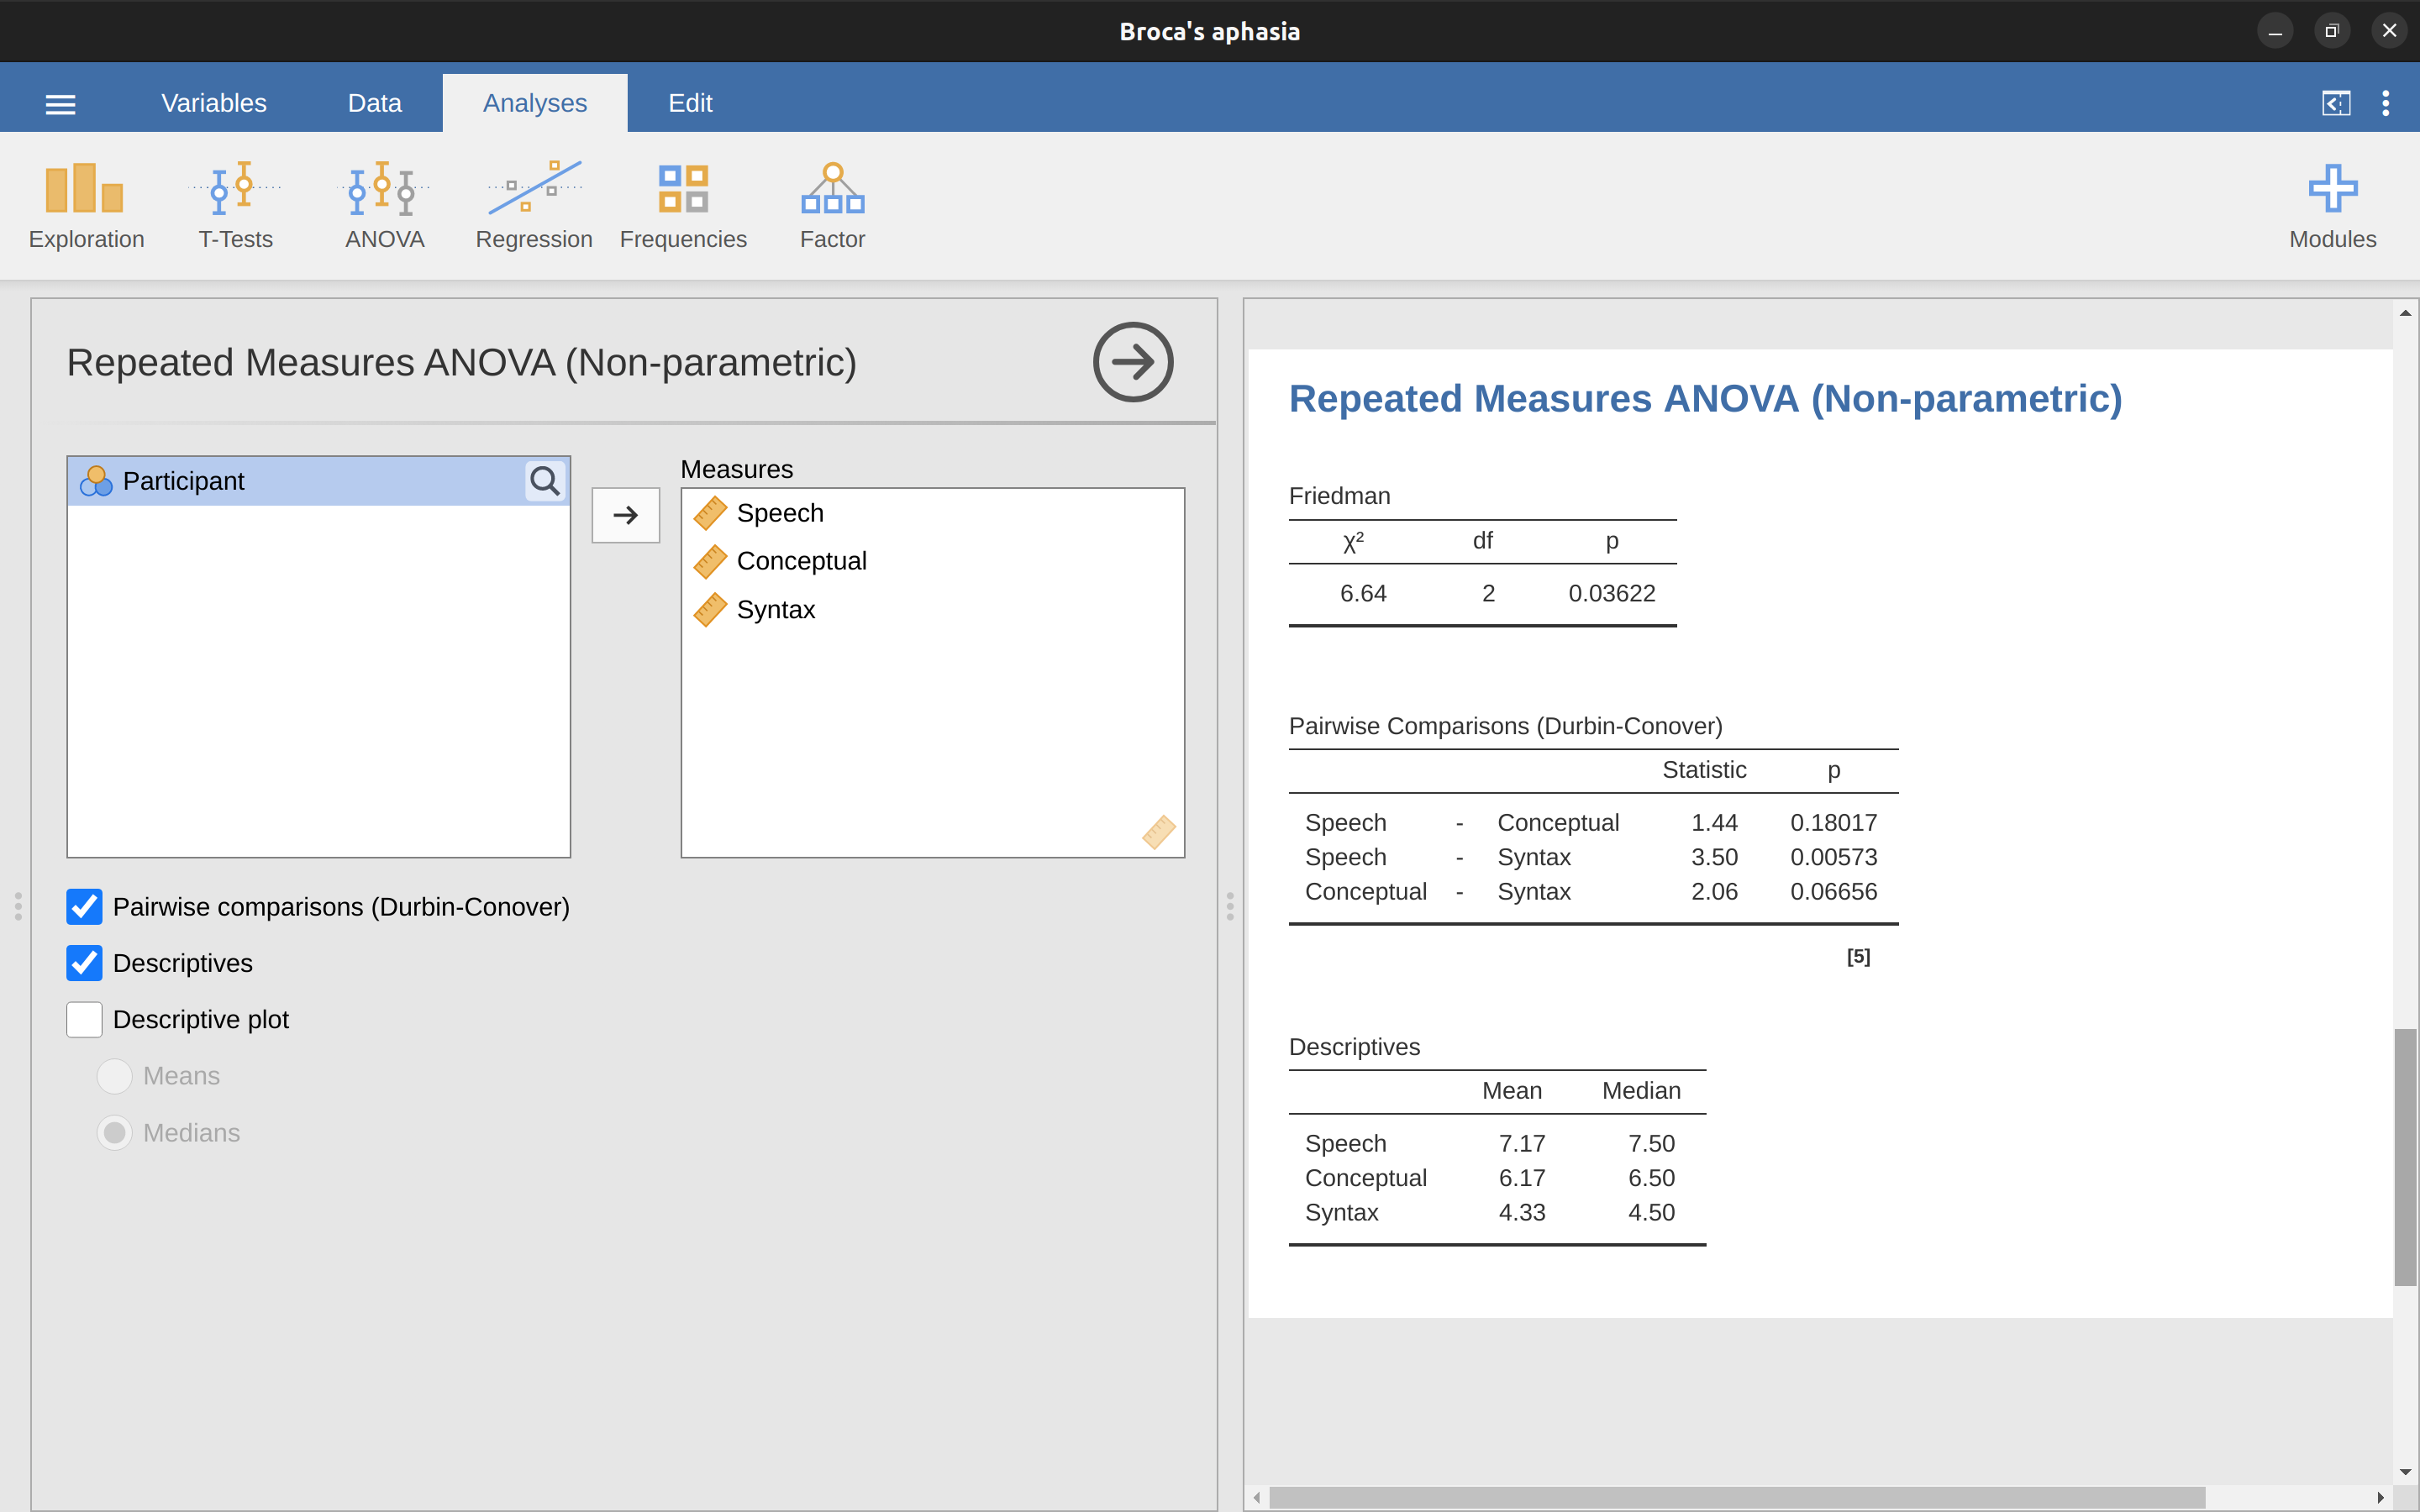 Broca's aphasia
Variables Data Analyses Edit
Exploration T-Tests ANOVA Regression Frequencies Factor Modules
Repeated Measures ANOVA (Non-parametric)
Participant
Measures
Speech
Conceptual
Syntax
Pairwise comparisons (Durbin-Conover)
Descriptives
Descriptive plot
Means
Medians
Repeated Measures ANOVA (Non-parametric)
Friedman
χ² df p
6.64 2 0.03622
Pairwise Comparisons (Durbin-Conover)
Statistic p
Speech - Conceptual 1.44 0.18017
Speech - Syntax 3.50 0.00573
Conceptual - Syntax 2.06 0.06656
[5]
Descriptives
Mean Median
Speech 7.17 7.50
Conceptual 6.17 6.50
Syntax 4.33 4.50